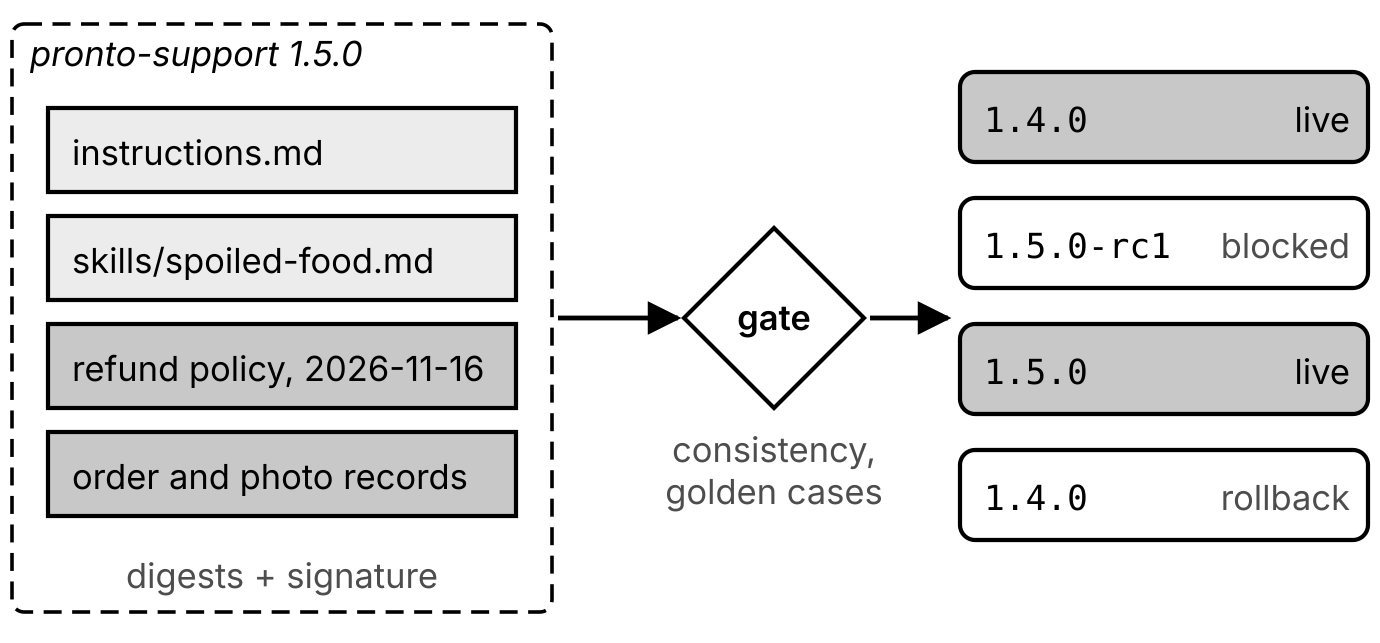 pronto-support 1.5.0
instructions.md
skills/spoiled-food.md
refund policy, 2026-11-16
order and photo records
digests + signature
gate
consistency,
golden cases
1.4.0 live
1.5.0-rc1 blocked
1.5.0 live
1.4.0 rollback